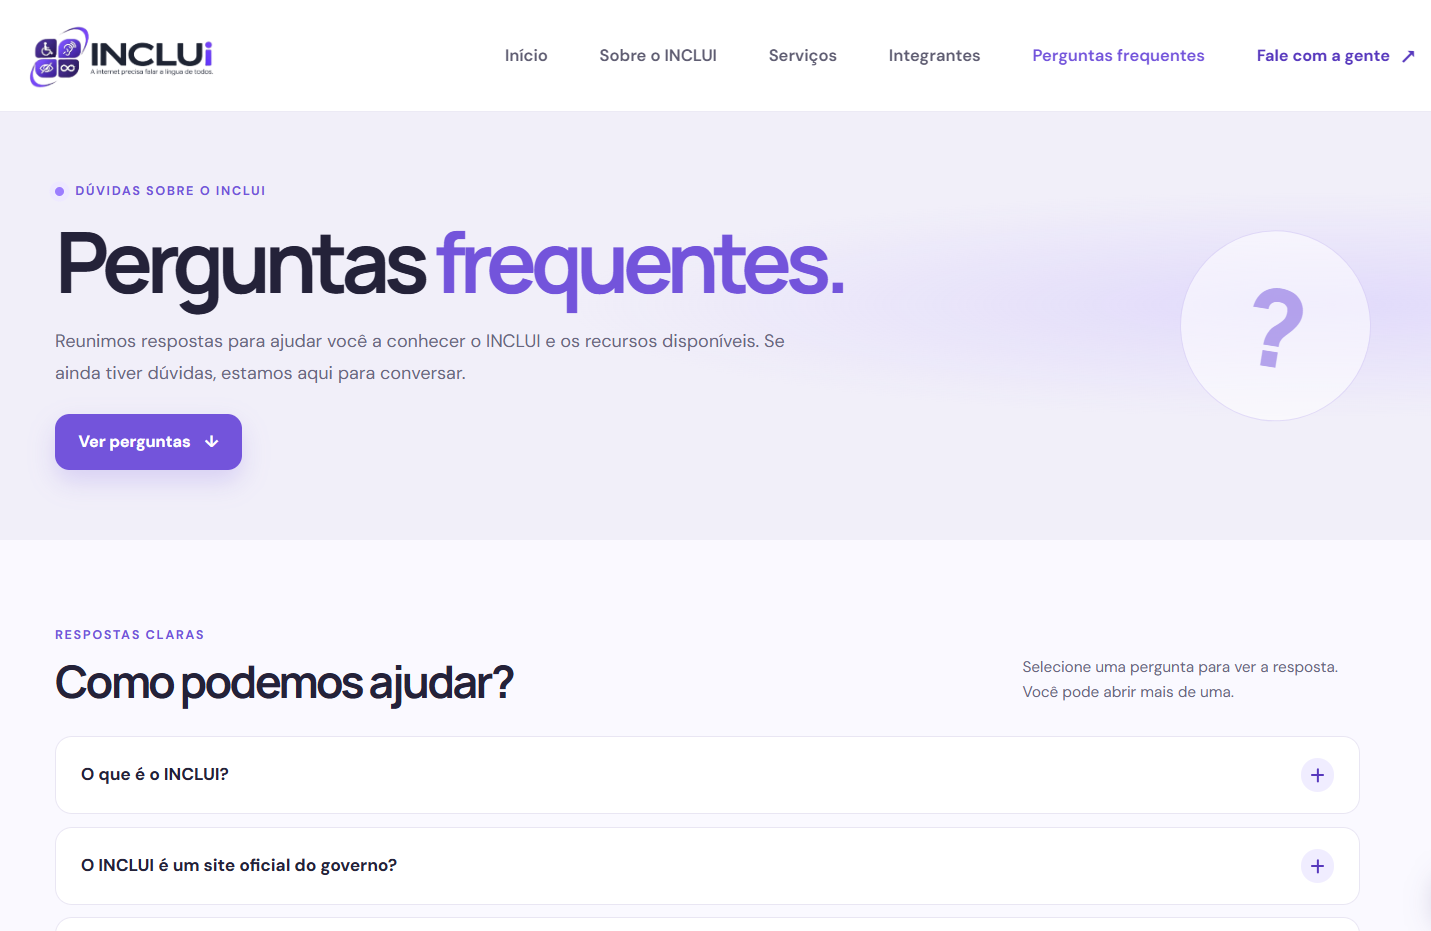 INCLUi
A internet precisa falar a língua de todos.
Início
Sobre o INCLUI
Serviços
Integrantes
Perguntas frequentes
Fale com a gente ↗
DÚVIDAS SOBRE O INCLUI
Perguntas frequentes.
Reunimos respostas para ajudar você a conhecer o INCLUI e os recursos disponíveis. Se
ainda tiver dúvidas, estamos aqui para conversar.
Ver perguntas ↓
?
RESPOSTAS CLARAS
Como podemos ajudar?
Selecione uma pergunta para ver a resposta.
Você pode abrir mais de uma.
O que é o INCLUI?
+
O INCLUI é um site oficial do governo?
+